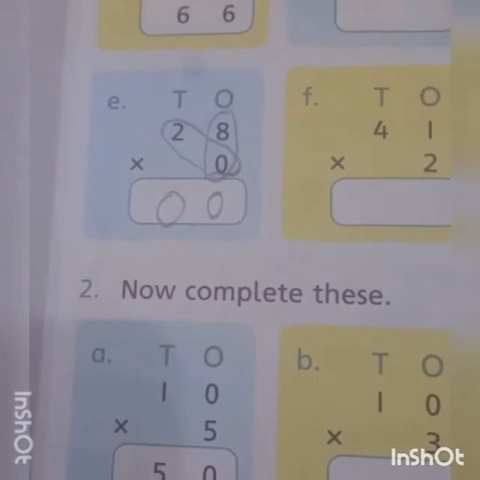 6 6
e. T O
2 8
× 0
0 0
f. T O
4 1
× 2
2. Now complete these.
a. T O
1 0
× 5
5 0
b. T O
1 0
× 3
InShOt
InShOt